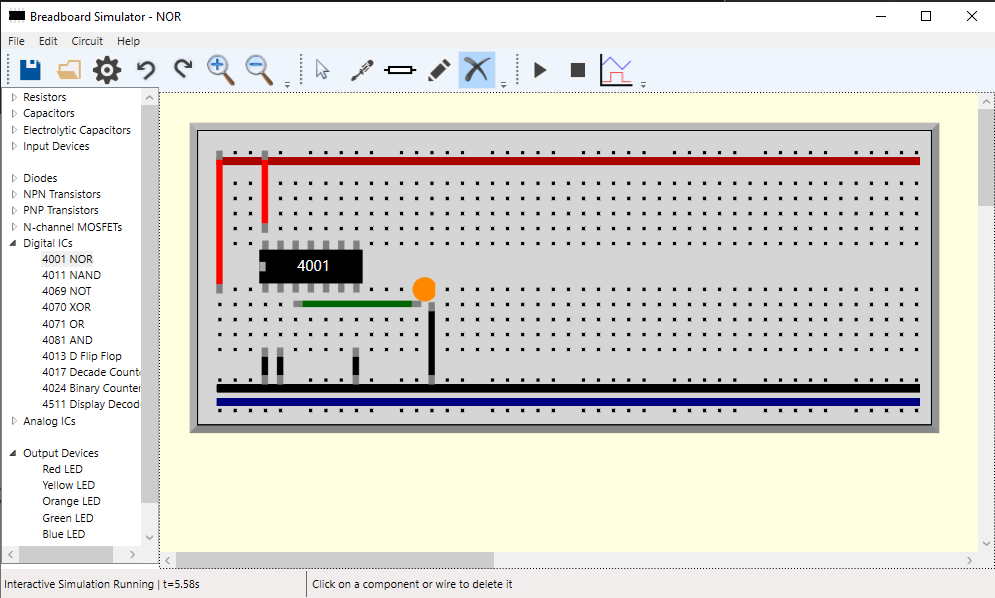 Breadboard Simulator - NOR
File Edit Circuit Help
Resistors
Capacitors
Electrolytic Capacitors
Input Devices
Diodes
NPN Transistors
PNP Transistors
N-channel MOSFETs
Digital ICs
4001 NOR
4011 NAND
4069 NOT
4070 XOR
4071 OR
4081 AND
4013 D Flip Flop
4017 Decade Count
4024 Binary Counter
4511 Display Decod
Analog ICs
Output Devices
Red LED
Yellow LED
Orange LED
Green LED
Blue LED
4001
Interactive Simulation Running | t=5.58s
Click on a component or wire to delete it